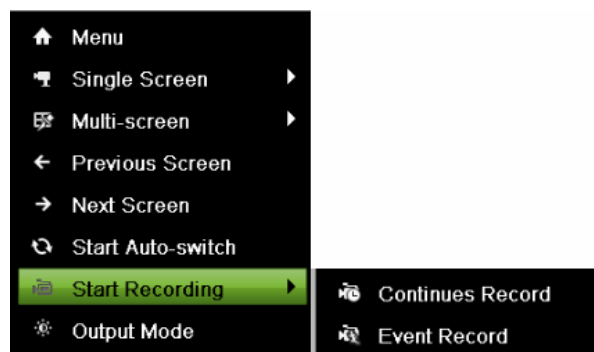 Menu
Single Screen
Multi-screen
Previous Screen
Next Screen
Start Auto-switch
Start Recording
Continues Record
Output Mode
Event Record